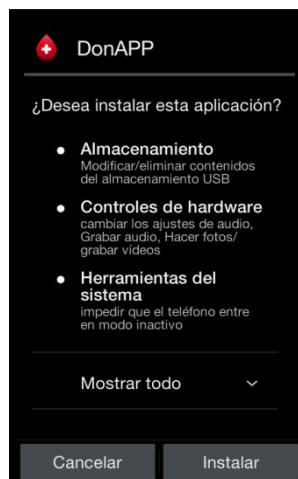 DonAPP
¿Desea instalar esta aplicación?
● Almacenamiento
Modificar/eliminar contenidos
del almacenamiento USB
● Controles de hardware
cambiar los ajustes de audio,
Grabar audio, Hacer fotos/
grabar vídeos
● Herramientas del
sistema
impedir que el teléfono entre
en modo inactivo
Mostrar todo
Cancelar
Instalar